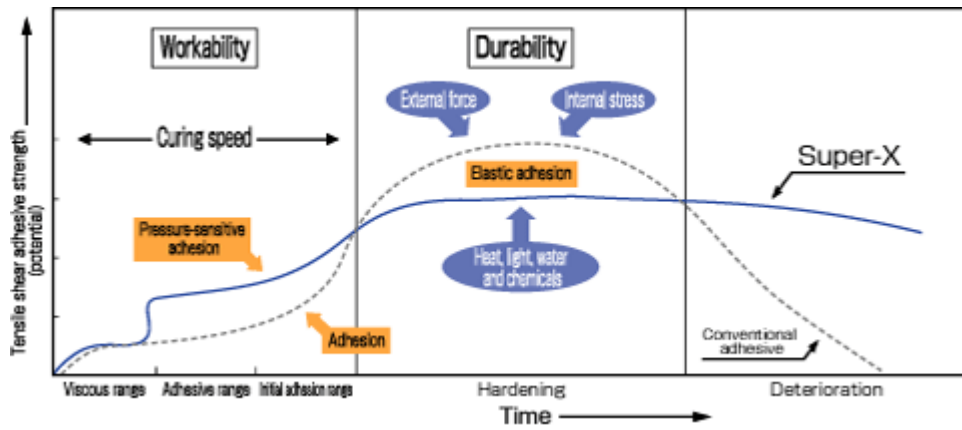 Workability
Durability
External force
Internal stress
Curing speed
Super-X
Elastic adhesion
Pressure-sensitive
adhesion
Heat, light, water
and chemicals
Adhesion
Conventional
adhesive
Tensile shear adhesive strength
(potential)
Viscous range
Adhesive range
Initial adhesion range
Hardening
Deterioration
Time